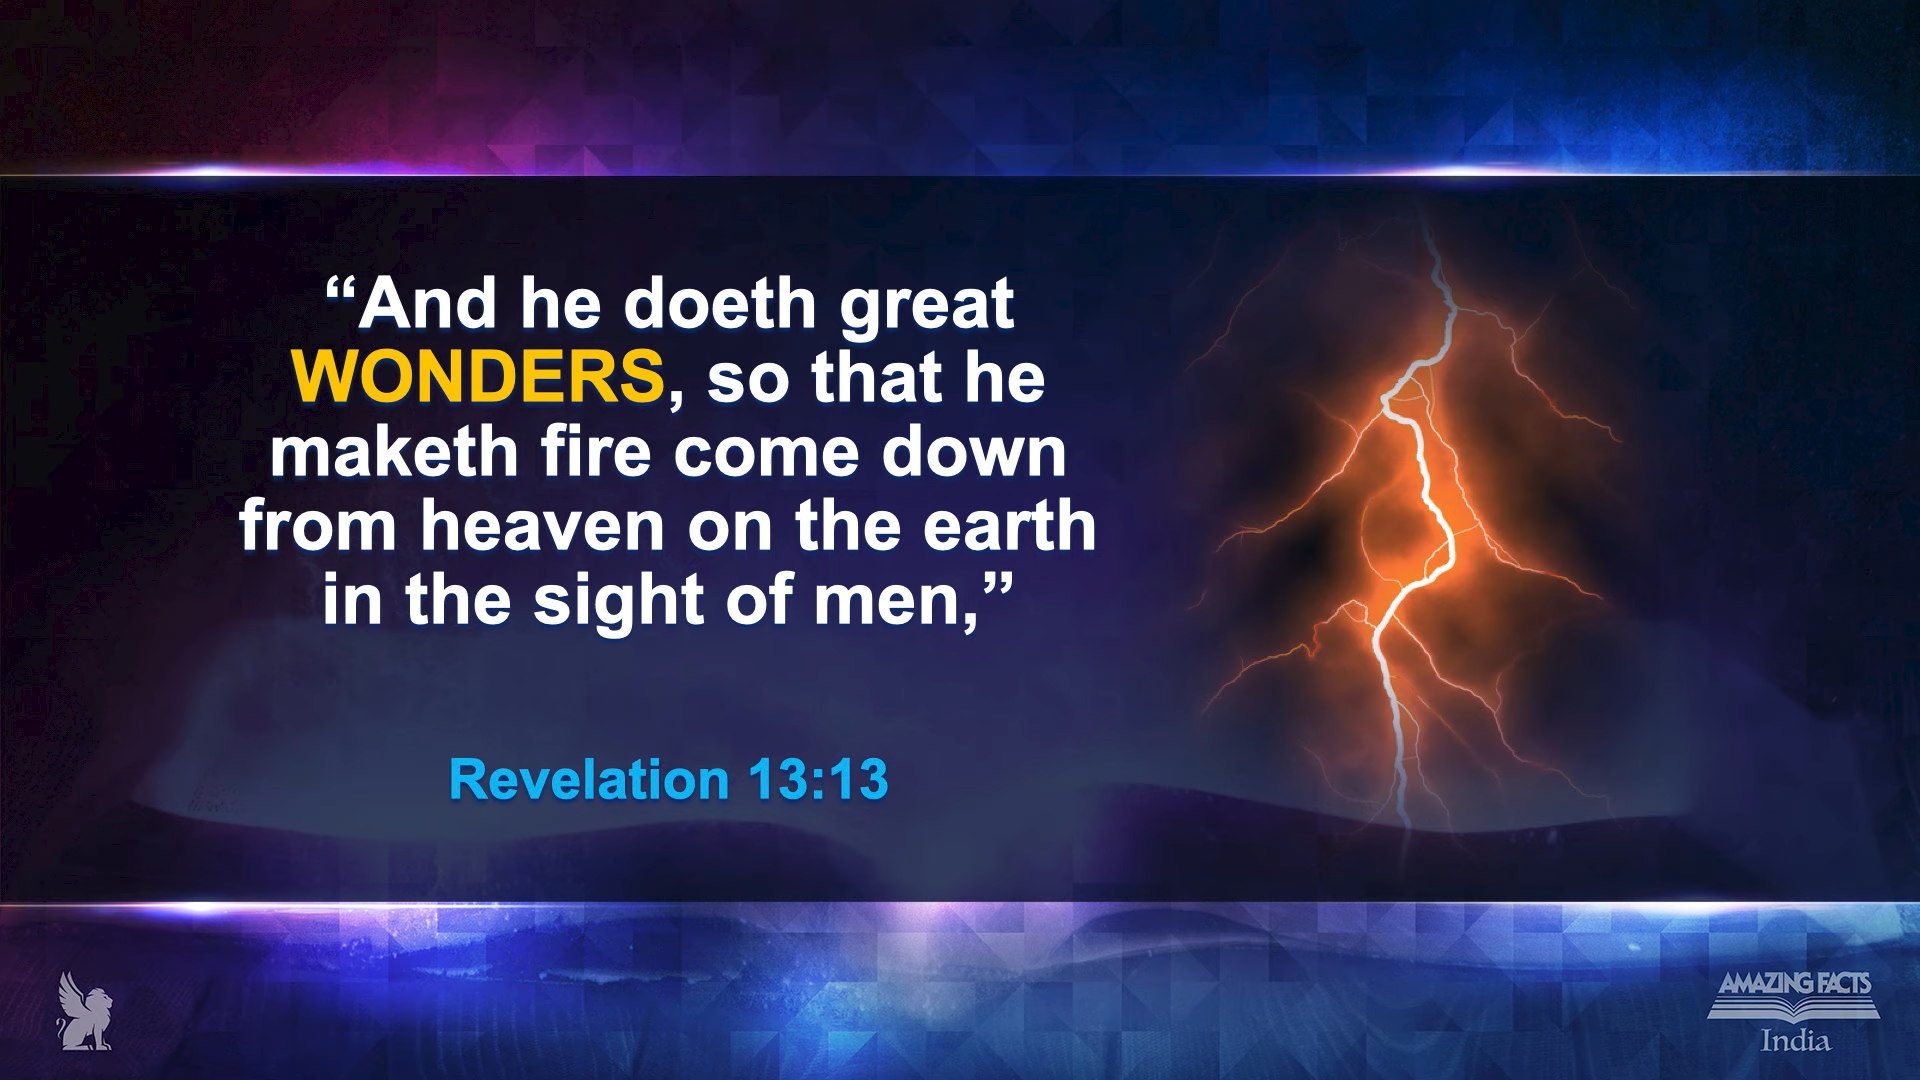 “And he doeth great
WONDERS, so that he
maketh fire come down
from heaven on the earth
in the sight of men,”
Revelation 13:13
AMAZING FACTS
India